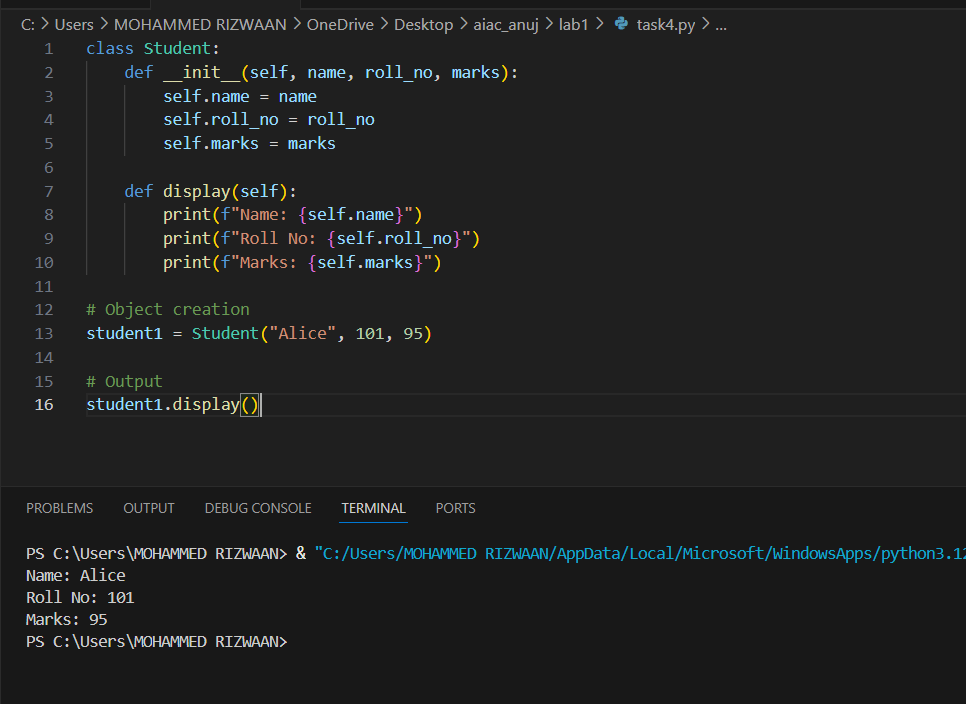 C: > Users > MOHAMMED RIZWAAN > OneDrive > Desktop > aiac_anuj > lab1 > task4.py > ...
1 class Student:
2     def __init__(self, name, roll_no, marks):
3         self.name = name
4         self.roll_no = roll_no
5         self.marks = marks
6
7     def display(self):
8         print(f"Name: {self.name}")
9         print(f"Roll No: {self.roll_no}")
10         print(f"Marks: {self.marks}")
11
12 # Object creation
13 student1 = Student("Alice", 101, 95)
14
15 # Output
16 student1.display()
PROBLEMS OUTPUT DEBUG CONSOLE TERMINAL PORTS
PS C:\Users\MOHAMMED RIZWAAN> & "C:/Users/MOHAMMED RIZWAAN/AppData/Local/Microsoft/WindowsApps/python3.12
Name: Alice
Roll No: 101
Marks: 95
PS C:\Users\MOHAMMED RIZWAAN>